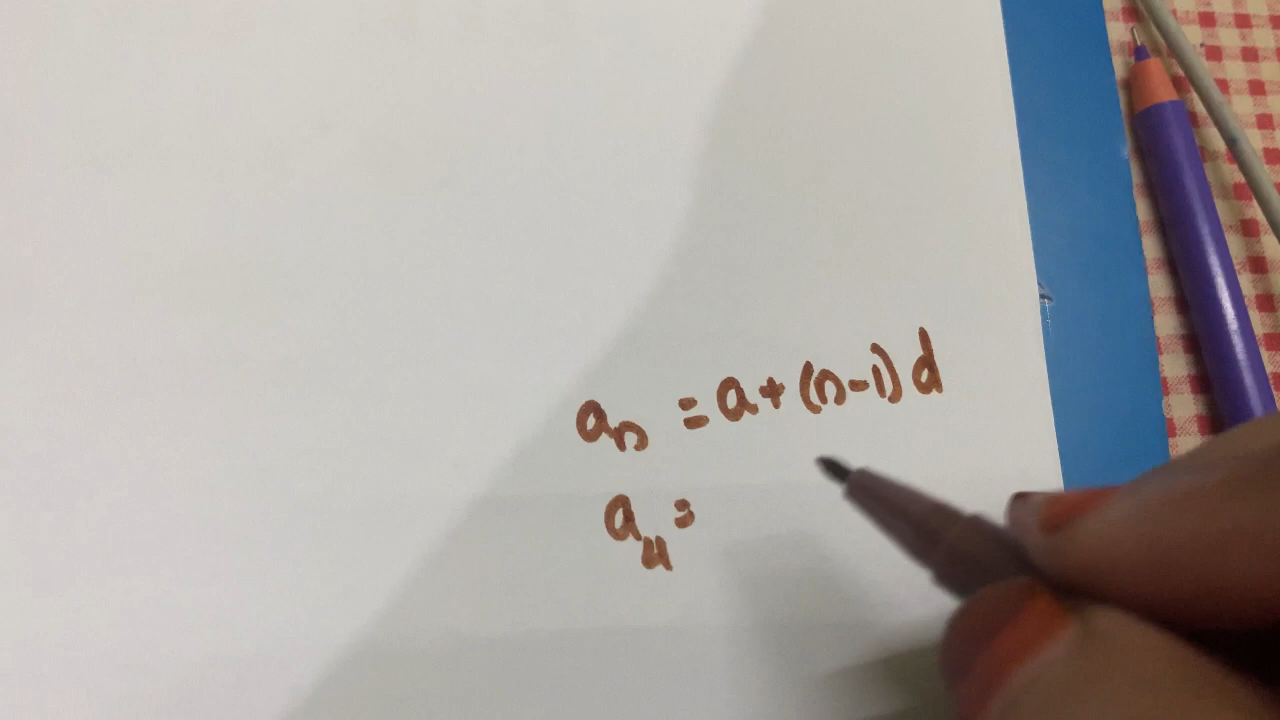 an = a + (n-1) d
a4 =